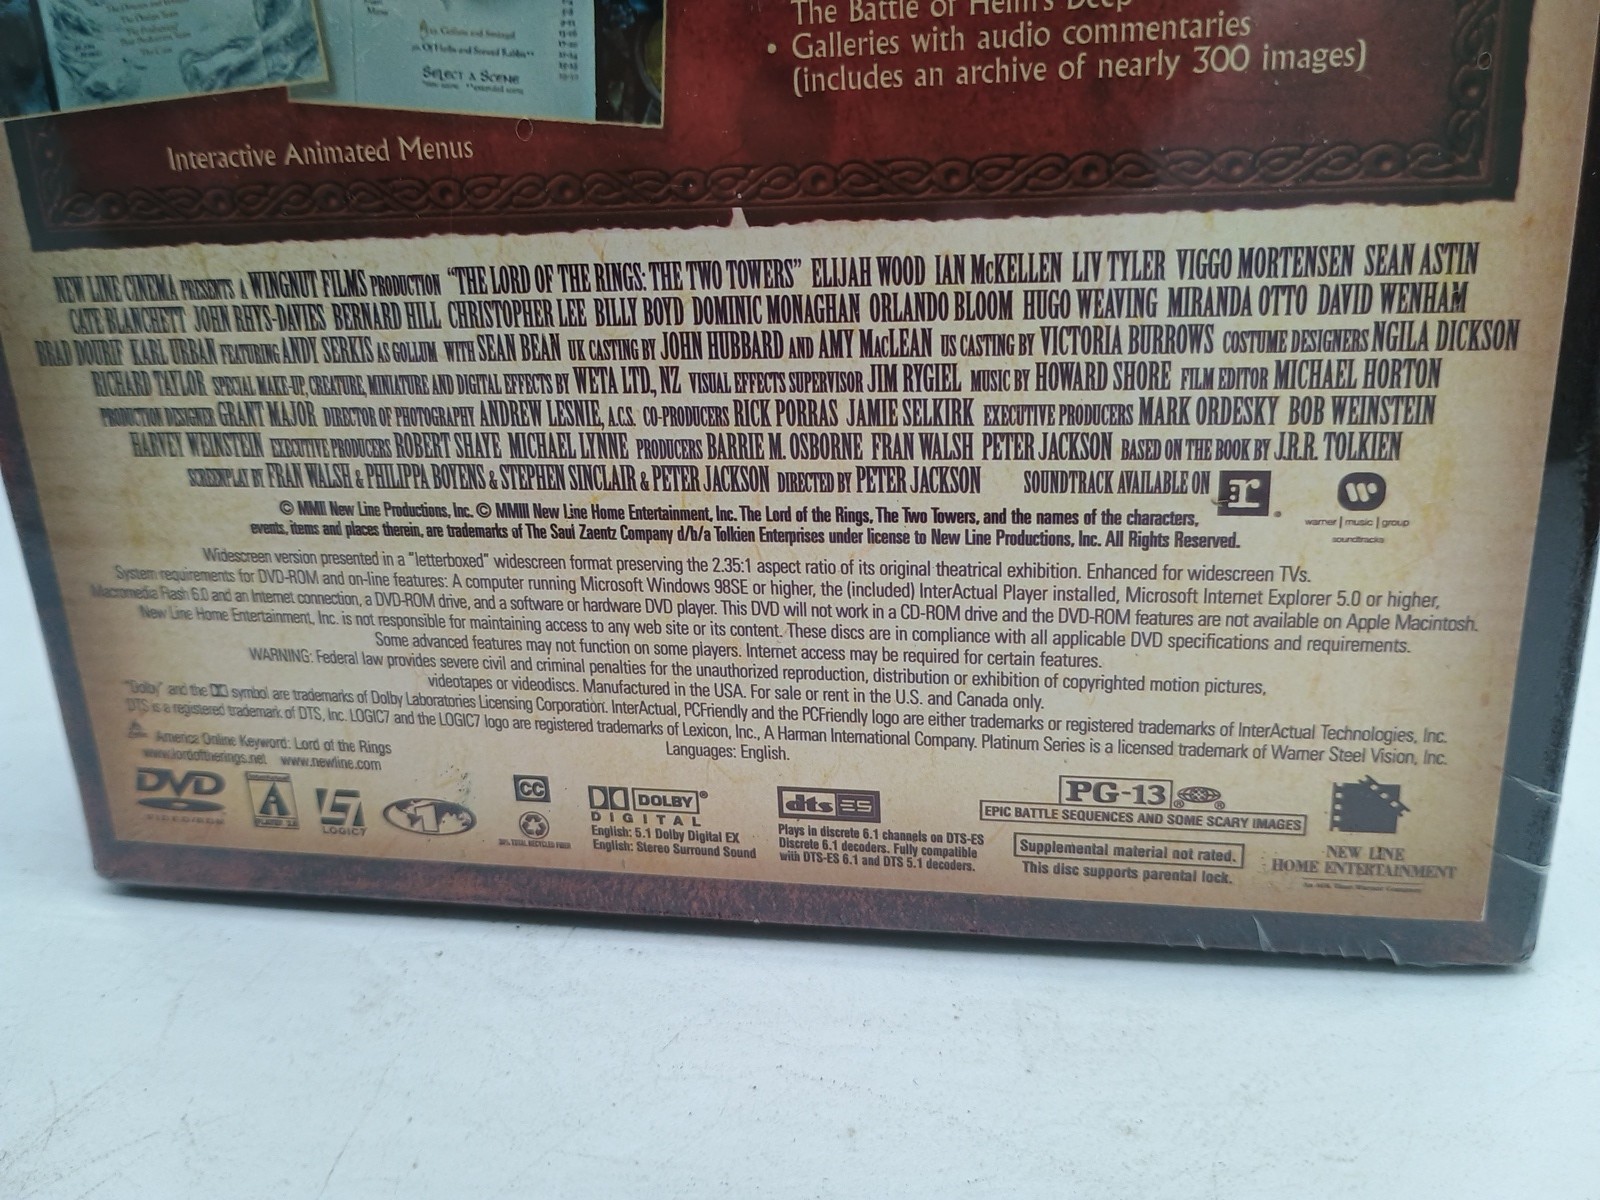 Select a Scene
The Battle of Helm's Deep
• Galleries with audio commentaries
(includes an archive of nearly 300 images)
Interactive Animated Menus
NEW LINE CINEMA PRESENTS A WINGNUT FILMS PRODUCTION "THE LORD OF THE RINGS: THE TWO TOWERS" ELIJAH WOOD IAN McKELLEN LIV TYLER VIGGO MORTENSEN SEAN ASTIN
CATE BLANCHETT JOHN RHYS-DAVIES BERNARD HILL CHRISTOPHER LEE BILLY BOYD DOMINIC MONAGHAN ORLANDO BLOOM HUGO WEAVING MIRANDA OTTO DAVID WENHAM
BRAD DOURIF KARL URBAN FEATURING ANDY SERKIS AS GOLLUM WITH SEAN BEAN UK CASTING BY JOHN HUBBARD AND AMY MacLEAN US CASTING BY VICTORIA BURROWS COSTUME DESIGNERS NGILA DICKSON
RICHARD TAYLOR SPECIAL MAKE-UP, CREATURE, MINIATURE AND DIGITAL EFFECTS BY WETA LTD., NZ VISUAL EFFECTS SUPERVISOR JIM RYGIEL MUSIC BY HOWARD SHORE FILM EDITOR MICHAEL HORTON
PRODUCTION DESIGNER GRANT MAJOR DIRECTOR OF PHOTOGRAPHY ANDREW LESNIE, A.C.S. CO-PRODUCERS RICK PORRAS JAMIE SELKIRK EXECUTIVE PRODUCERS MARK ORDESKY BOB WEINSTEIN
HARVEY WEINSTEIN EXECUTIVE PRODUCERS ROBERT SHAYE MICHAEL LYNNE PRODUCERS BARRIE M. OSBORNE FRAN WALSH PETER JACKSON BASED ON THE BOOK BY J.R.R. TOLKIEN
SCREENPLAY BY FRAN WALSH & PHILIPPA BOYENS & STEPHEN SINCLAIR & PETER JACKSON DIRECTED BY PETER JACKSON SOUNDTRACK AVAILABLE ON r
warner | music | group
soundtracks
© MMII New Line Productions, Inc. © MMIII New Line Home Entertainment, Inc. The Lord of the Rings, The Two Towers, and the names of the characters,
events, items and places therein, are trademarks of The Saul Zaentz Company d/b/a Tolkien Enterprises under license to New Line Productions, Inc. All Rights Reserved.
Widescreen version presented in a "letterboxed" widescreen format preserving the 2.35:1 aspect ratio of its original theatrical exhibition. Enhanced for widescreen TVs.
System requirements for DVD-ROM and on-line features: A computer running Microsoft Windows 98SE or higher, the (included) InterActual Player installed, Microsoft Internet Explorer 5.0 or higher,
Macromedia Flash 6.0 and an Internet connection, a DVD-ROM drive, and a software or hardware DVD player. This DVD will not work in a CD-ROM drive and the DVD-ROM features are not available on Apple Macintosh.
New Line Home Entertainment, Inc. is not responsible for maintaining access to any web site or its content. These discs are in compliance with all applicable DVD specifications and requirements.
Some advanced features may not function on some players. Internet access may be required for certain features.
WARNING: Federal law provides severe civil and criminal penalties for the unauthorized reproduction, distribution or exhibition of copyrighted motion pictures,
videotapes or videodiscs. Manufactured in the USA. For sale or rent in the U.S. and Canada only.
"Dolby" and the DD symbol are trademarks of Dolby Laboratories Licensing Corporation. InterActual, PCFriendly and the PCFriendly logo are either trademarks or registered trademarks of InterActual Technologies, Inc.
DTS is a registered trademark of DTS, Inc. LOGIC7 and the LOGIC7 logo are registered trademarks of Lexicon, Inc., A Harman International Company. Platinum Series is a licensed trademark of Warner Steel Vision, Inc.
America Online Keyword: Lord of the Rings
Languages: English.
www.lordoftherings.net www.newline.com
DVD
LOGIC7
1
CC
DOLBY®
DIGITAL
English: 5.1 Dolby Digital EX
English: Stereo Surround Sound
dts ES
Plays in discrete 6.1 channels on DTS-ES
Discrete 6.1 decoders. Fully compatible
with DTS-ES 6.1 and DTS 5.1 decoders.
PG-13
EPIC BATTLE SEQUENCES AND SOME SCARY IMAGES
Supplemental material not rated.
This disc supports parental lock.
NEW LINE
HOME ENTERTAINMENT